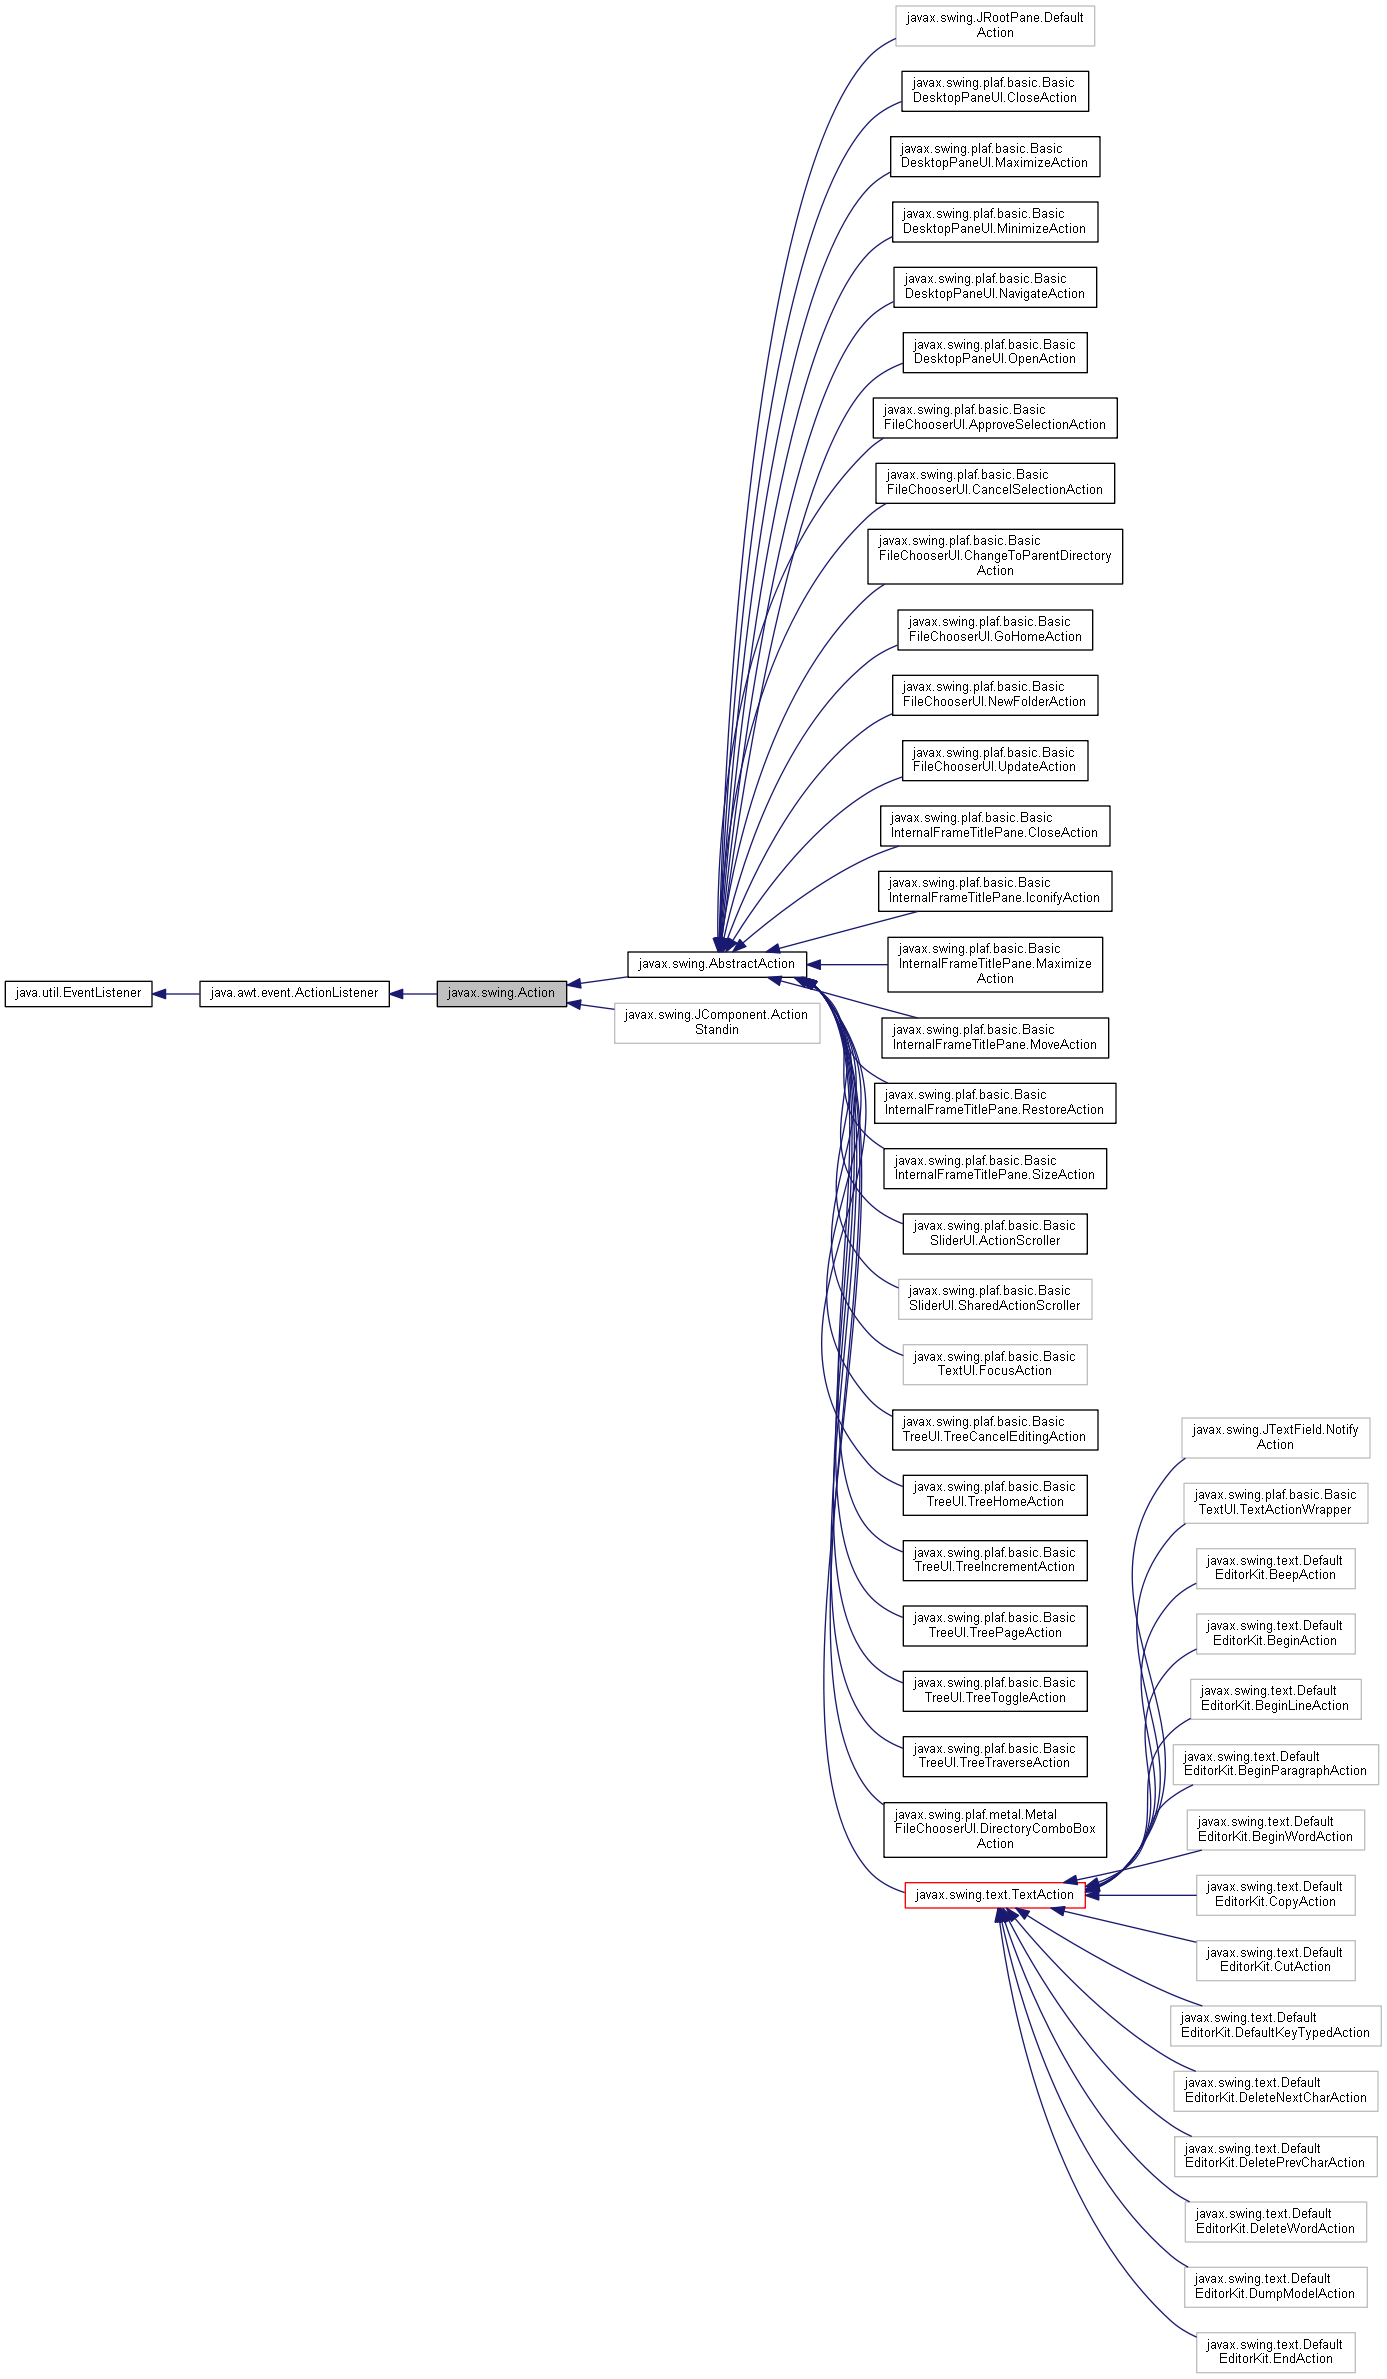 javax.swing.JRootPane.Default
Action
javax.swing.plaf.basic.Basic
DesktopPaneUI.CloseAction
javax.swing.plaf.basic.Basic
DesktopPaneUI.MaximizeAction
javax.swing.plaf.basic.Basic
DesktopPaneUI.MinimizeAction
javax.swing.plaf.basic.Basic
DesktopPaneUI.NavigateAction
javax.swing.plaf.basic.Basic
DesktopPaneUI.OpenAction
javax.swing.plaf.basic.Basic
FileChooserUI.ApproveSelectionAction
javax.swing.plaf.basic.Basic
FileChooserUI.CancelSelectionAction
javax.swing.plaf.basic.Basic
FileChooserUI.ChangeToParentDirectory
Action
javax.swing.plaf.basic.Basic
FileChooserUI.GoHomeAction
javax.swing.plaf.basic.Basic
FileChooserUI.NewFolderAction
javax.swing.plaf.basic.Basic
FileChooserUI.UpdateAction
javax.swing.plaf.basic.Basic
InternalFrameTitlePane.CloseAction
javax.swing.plaf.basic.Basic
InternalFrameTitlePane.IconifyAction
javax.swing.plaf.basic.Basic
InternalFrameTitlePane.Maximize
Action
javax.swing.AbstractAction
java.util.EventListener
java.awt.event.ActionListener
javax.swing.Action
javax.swing.JComponent.Action
Standin
javax.swing.plaf.basic.Basic
InternalFrameTitlePane.MoveAction
javax.swing.plaf.basic.Basic
InternalFrameTitlePane.RestoreAction
javax.swing.plaf.basic.Basic
InternalFrameTitlePane.SizeAction
javax.swing.plaf.basic.Basic
SliderUI.ActionScroller
javax.swing.plaf.basic.Basic
SliderUI.SharedActionScroller
javax.swing.plaf.basic.Basic
TextUI.FocusAction
javax.swing.plaf.basic.Basic
TreeUI.TreeCancelEditingAction
javax.swing.plaf.basic.Basic
TreeUI.TreeHomeAction
javax.swing.plaf.basic.Basic
TreeUI.TreeIncrementAction
javax.swing.plaf.basic.Basic
TreeUI.TreePageAction
javax.swing.plaf.basic.Basic
TreeUI.TreeToggleAction
javax.swing.plaf.basic.Basic
TreeUI.TreeTraverseAction
javax.swing.plaf.metal.Metal
FileChooserUI.DirectoryComboBox
Action
javax.swing.text.TextAction
javax.swing.JTextField.Notify
Action
javax.swing.plaf.basic.Basic
TextUI.TextActionWrapper
javax.swing.text.Default
EditorKit.BeepAction
javax.swing.text.Default
EditorKit.BeginAction
javax.swing.text.Default
EditorKit.BeginLineAction
javax.swing.text.Default
EditorKit.BeginParagraphAction
javax.swing.text.Default
EditorKit.BeginWordAction
javax.swing.text.Default
EditorKit.CopyAction
javax.swing.text.Default
EditorKit.CutAction
javax.swing.text.Default
EditorKit.DefaultKeyTypedAction
javax.swing.text.Default
EditorKit.DeleteNextCharAction
javax.swing.text.Default
EditorKit.DeletePrevCharAction
javax.swing.text.Default
EditorKit.DeleteWordAction
javax.swing.text.Default
EditorKit.DumpModelAction
javax.swing.text.Default
EditorKit.EndAction